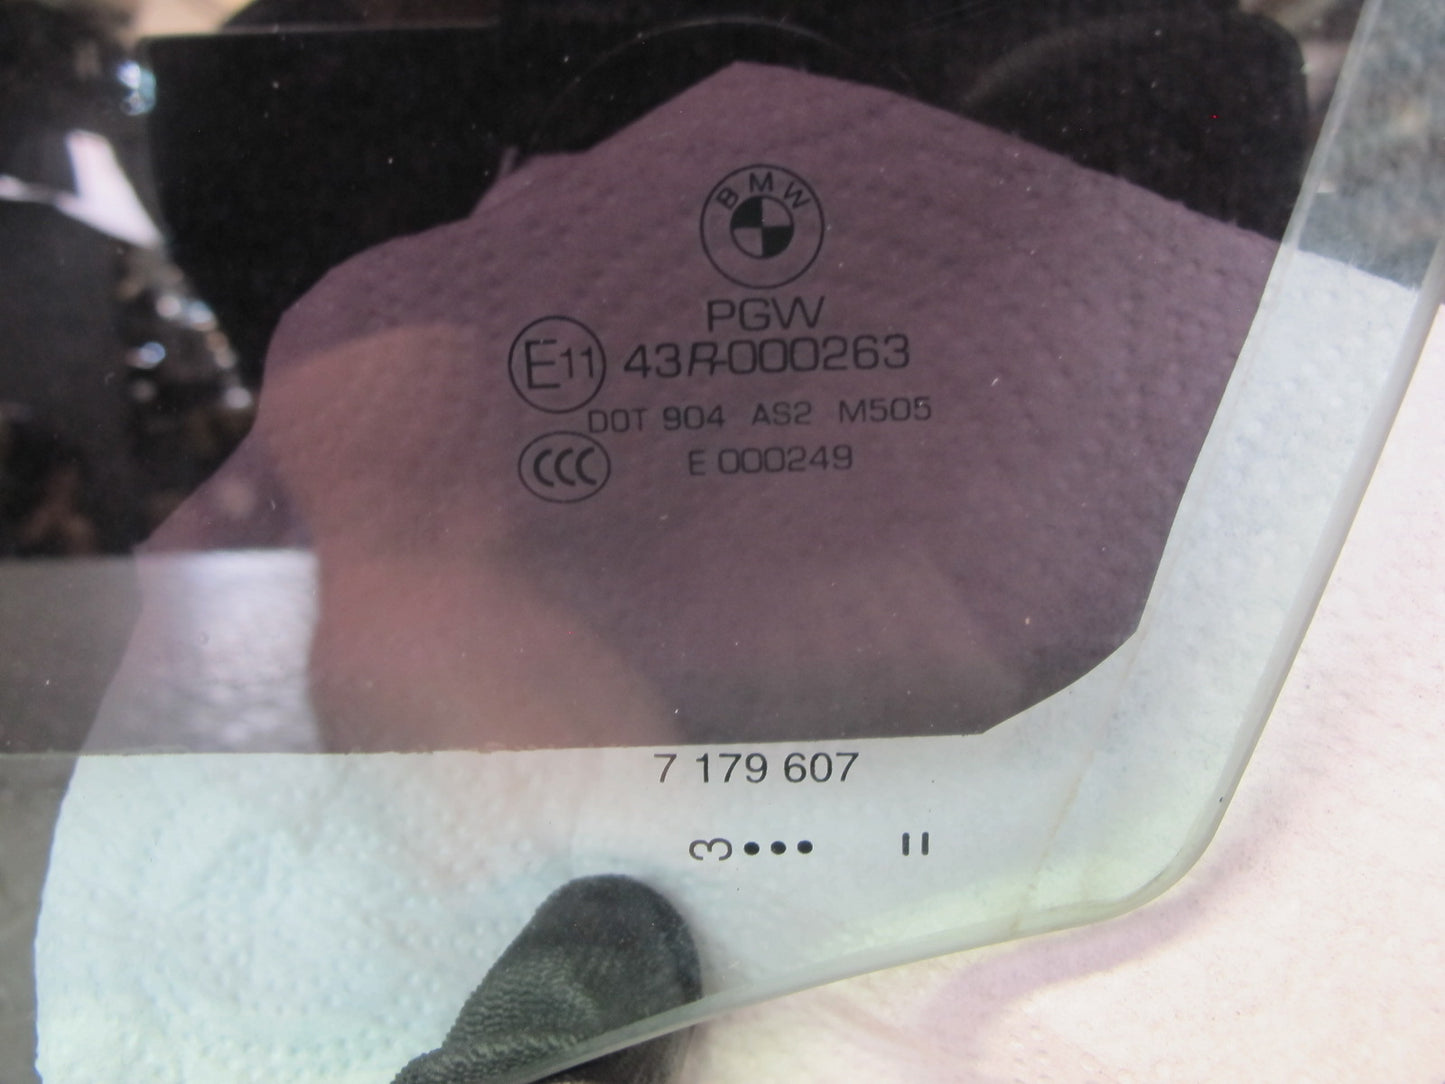 BMW
PGW
E11 43R-000263
DOT 904 AS2 M505
CCC E 000249
7 179 607
3••• II